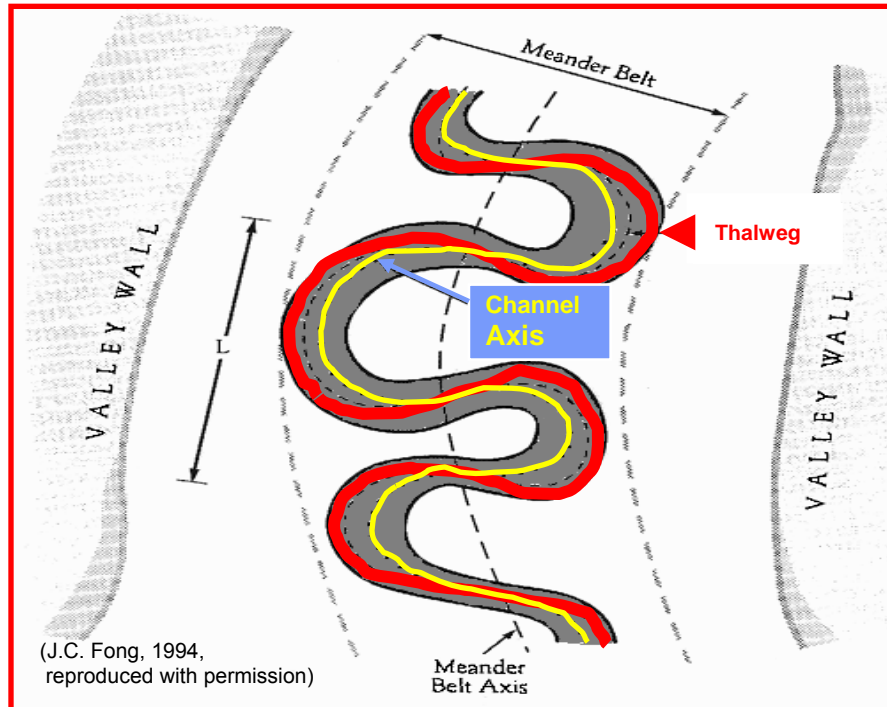 Meander Belt
Thalweg
VALLEY WALL
L
Channel
Axis
VALLEY WALL
(J.C. Fong, 1994,
reproduced with permission)
Meander
Belt Axis